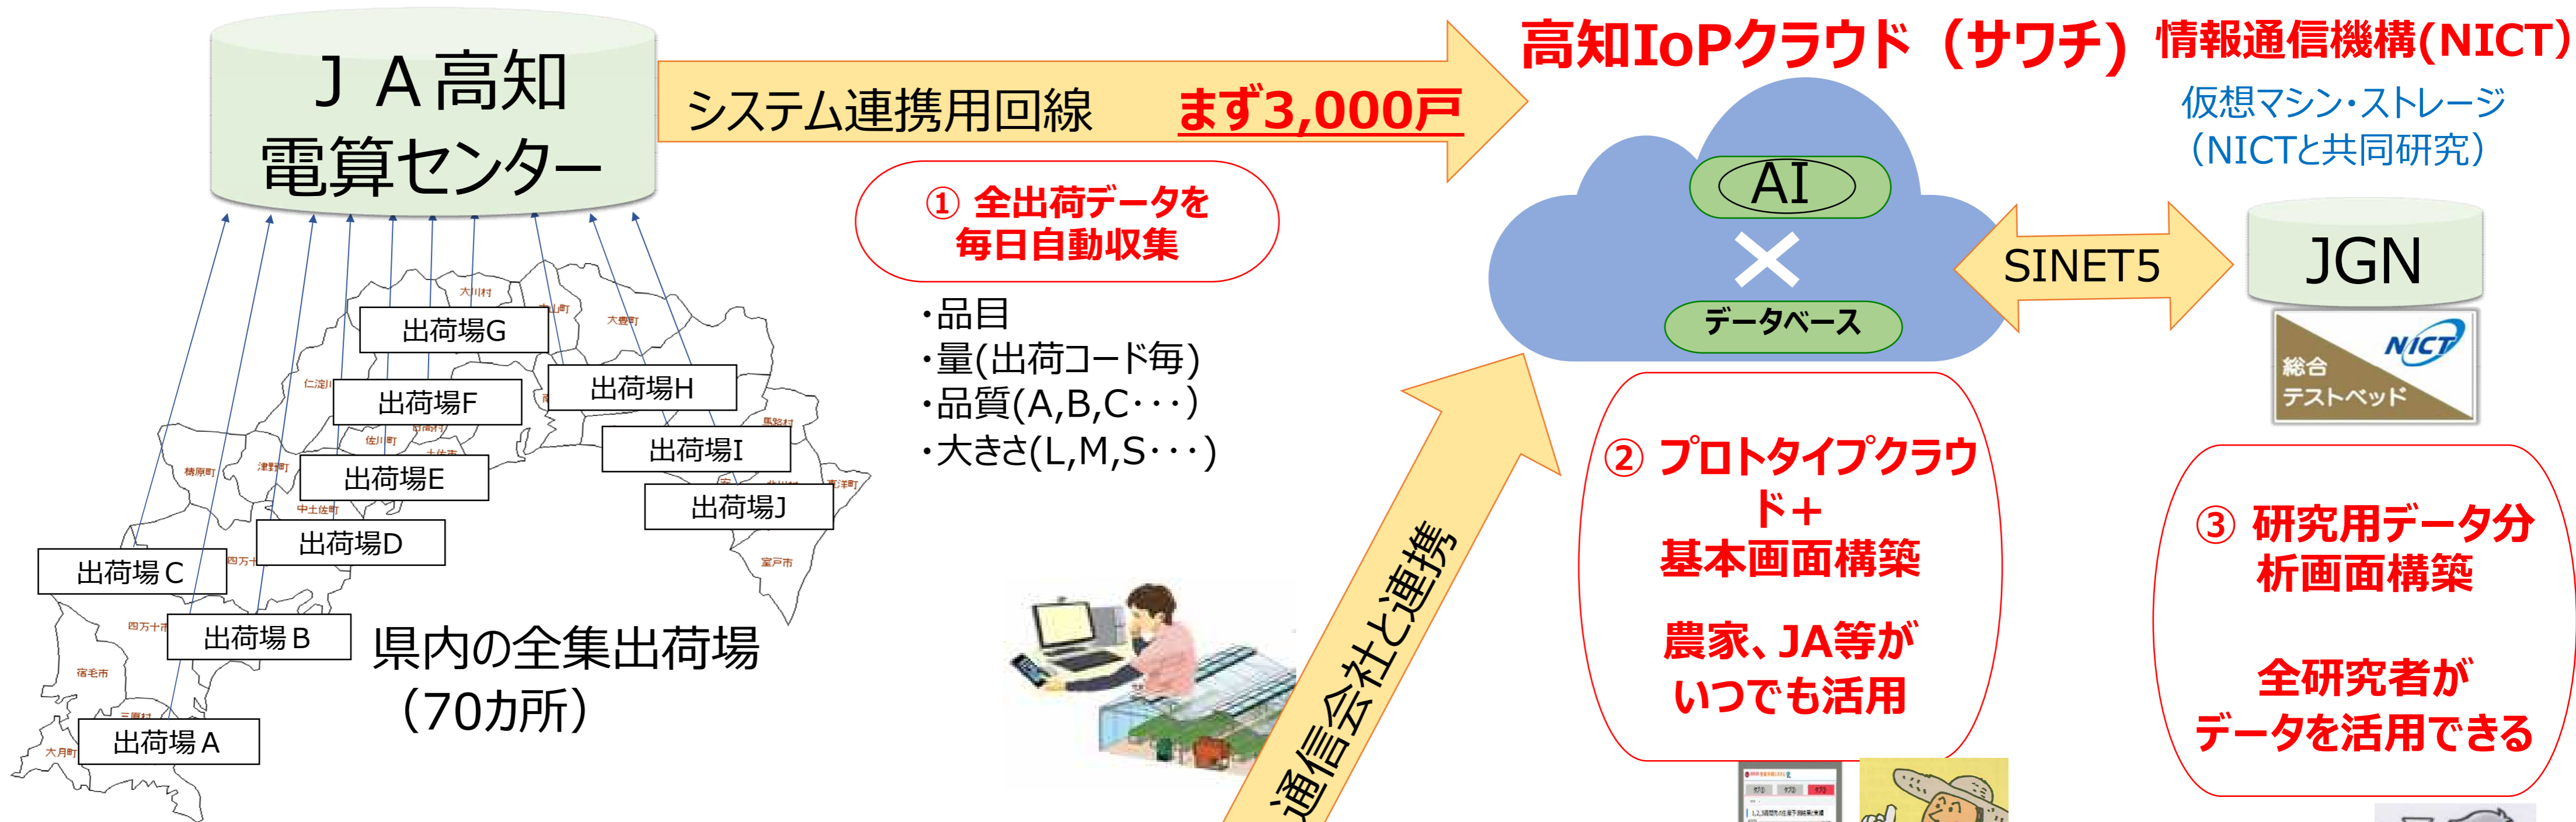 ＪＡ高知
電算センター
システム連携用回線
まず3,000戸
高知IoPクラウド（サワチ）
情報通信機構(NICT)
仮想マシン・ストレージ
（NICTと共同研究）
① 全出荷データを
毎日自動収集
・品目
・量(出荷コード毎)
・品質(A,B,C・・・)
・大きさ(L,M,S・・・)
AI
×
データベース
SINET5
JGN
NICT
総合
テストベッド
大川村
大豊町
出荷場G
仁淀川
出荷場F
出荷場H
馬路村
佐川町
出荷場I
梼原町
津野町
出荷場E
出荷場J
東洋町
中土佐町
出荷場D
出荷場Ｃ
四万十
室戸市
四万十市
出荷場Ｂ
宿毛市
三原村
出荷場Ａ
大月町
県内の全集出荷場
（70カ所）
通信会社と連携
② プロトタイプクラウ
ド＋
基本画面構築
農家、JA等が
いつでも活用
③ 研究用データ分
析画面構築
全研究者が
データを活用できる